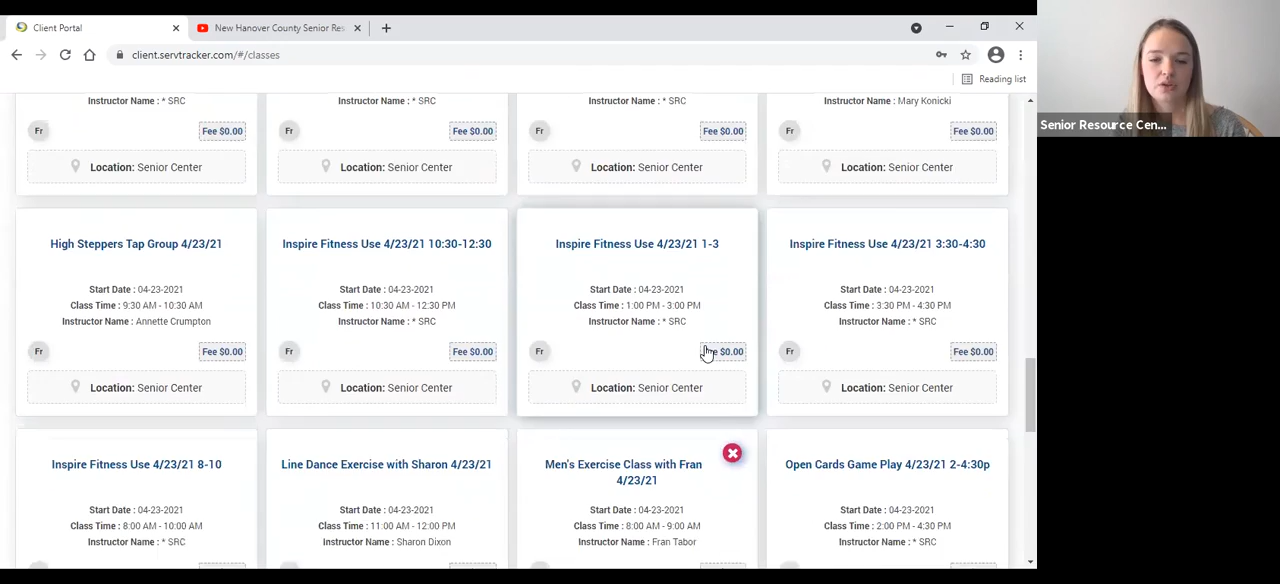 Client Portal
New Hanover County Senior Res
client.servtracker.com/#/classes
Reading list
Senior Resource Cen...
Instructor Name : * SRC
Instructor Name : * SRC
Instructor Name : * SRC
Instructor Name : Mary Konicki
Fr Fee $0.00
Fr Fee $0.00
Fr Fee $0.00
Fr Fee $0.00
Location: Senior Center
Location: Senior Center
Location: Senior Center
Location: Senior Center
High Steppers Tap Group 4/23/21
Start Date : 04-23-2021
Class Time : 9:30 AM - 10:30 AM
Instructor Name : Annette Crumpton
Fr Fee $0.00
Location: Senior Center
Inspire Fitness Use 4/23/21 10:30-12:30
Start Date : 04-23-2021
Class Time : 10:30 AM - 12:30 PM
Instructor Name : * SRC
Fr Fee $0.00
Location: Senior Center
Inspire Fitness Use 4/23/21 1-3
Start Date : 04-23-2021
Class Time : 1:00 PM - 3:00 PM
Instructor Name : * SRC
Fr $0.00
Location: Senior Center
Inspire Fitness Use 4/23/21 3:30-4:30
Start Date : 04-23-2021
Class Time : 3:30 PM - 4:30 PM
Instructor Name : * SRC
Fr Fee $0.00
Location: Senior Center
Inspire Fitness Use 4/23/21 8-10
Start Date : 04-23-2021
Class Time : 8:00 AM - 10:00 AM
Instructor Name : * SRC
Line Dance Exercise with Sharon 4/23/21
Start Date : 04-23-2021
Class Time : 11:00 AM - 12:00 PM
Instructor Name : Sharon Dixon
Men's Exercise Class with Fran
4/23/21
Start Date : 04-23-2021
Class Time : 8:00 AM - 9:00 AM
Instructor Name : Fran Tabor
Open Cards Game Play 4/23/21 2-4:30p
Start Date : 04-23-2021
Class Time : 2:00 PM - 4:30 PM
Instructor Name : * SRC